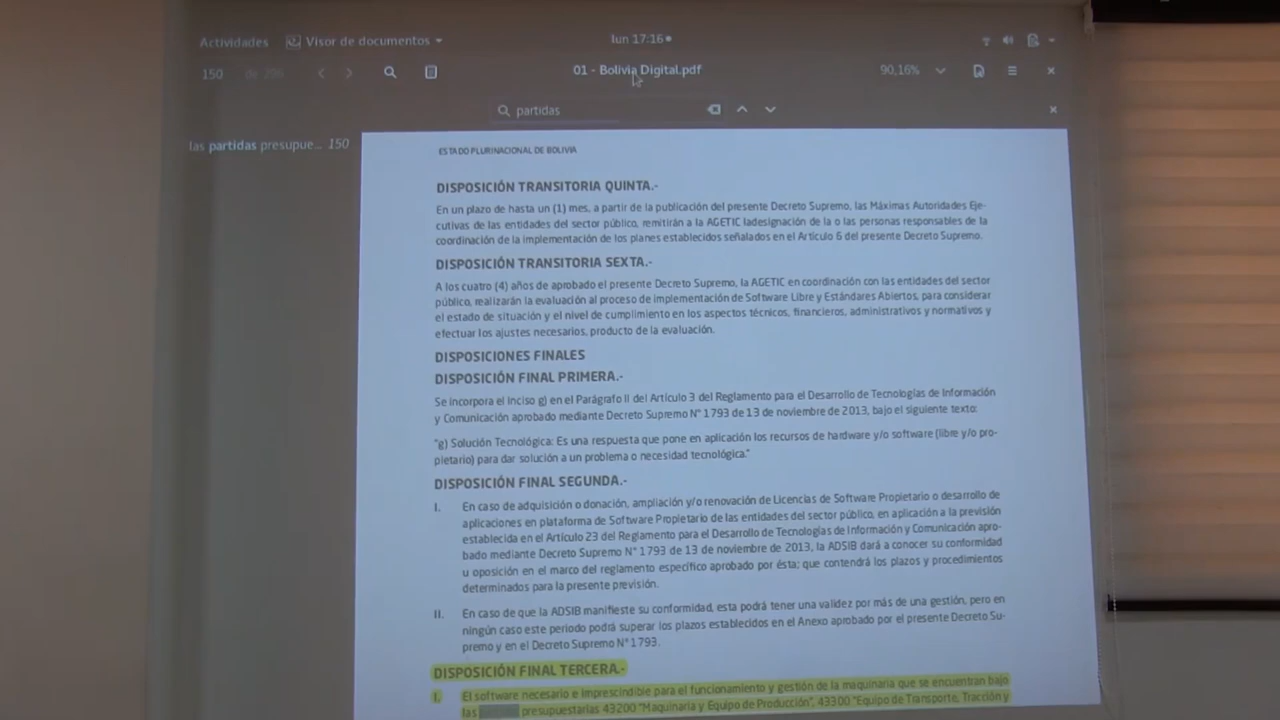 Actividades Visor de documentos lun 17:16
150 de 01 - Bolivia Digital.pdf 90,16%
partidas
las partidas presupue... 150
ESTADO PLURINACIONAL DE BOLIVIA
DISPOSICIÓN TRANSITORIA QUINTA.-
En un plazo de hasta un (1) mes, a partir de la publicación del presente Decreto Supremo, las Máximas Autoridades Eje-
cutivas de las entidades del sector público, remitirán a la AGETIC ladesignación de la o las personas responsables de la
coordinación de la implementación de los planes establecidos señalados en el Artículo 6 del presente Decreto Supremo.
DISPOSICIÓN TRANSITORIA SEXTA.-
A los cuatro (4) años de aprobado el presente Decreto Supremo, la AGETIC en coordinación con las entidades del sector
público, realizarán la evaluación al proceso de implementación de Software Libre y Estándares Abiertos, para considerar
el estado de situación y el nivel de cumplimiento en los aspectos técnicos, financieros, administrativos y normativos y
efectuar los ajustes necesarios, producto de la evaluación.
DISPOSICIONES FINALES
DISPOSICIÓN FINAL PRIMERA.-
Se incorpora el inciso g) en el Parágrafo II del Artículo 3 del Reglamento para el Desarrollo de Tecnologías de Información
y Comunicación aprobado mediante Decreto Supremo N° 1793 de 13 de noviembre de 2013, bajo el siguiente texto:
"g) Solución Tecnológica: Es una respuesta que pone en aplicación los recursos de hardware y/o software (libre y/o pro-
pietario) para dar solución a un problema o necesidad tecnológica."
DISPOSICIÓN FINAL SEGUNDA.-
I. En caso de adquisición o donación, ampliación y/o renovación de Licencias de Software Propietario o desarrollo de
aplicaciones en plataforma de Software Propietario de las entidades del sector público, en aplicación a la previsión
establecida en el Artículo 23 del Reglamento para el Desarrollo de Tecnologías de Información y Comunicación apro-
bado mediante Decreto Supremo N° 1793 de 13 de noviembre de 2013, la ADSIB dará a conocer su conformidad
u oposición en el marco del reglamento específico aprobado por ésta; que contendrá los plazos y procedimientos
determinados para la presente previsión.
II. En caso de que la ADSIB manifieste su conformidad, esta podrá tener una validez por más de una gestión, pero en
ningún caso este periodo podrá superar los plazos establecidos en el Anexo aprobado por el presente Decreto Su-
premo y en el Decreto Supremo N° 1793.
DISPOSICIÓN FINAL TERCERA.-
I. El software necesario e imprescindible para el funcionamiento y gestión de la maquinaria que se encuentran bajo
las partidas presupuestarias 43200 "Maquinaria y Equipo de Producción", 43300 "Equipo de Transporte, Tracción y